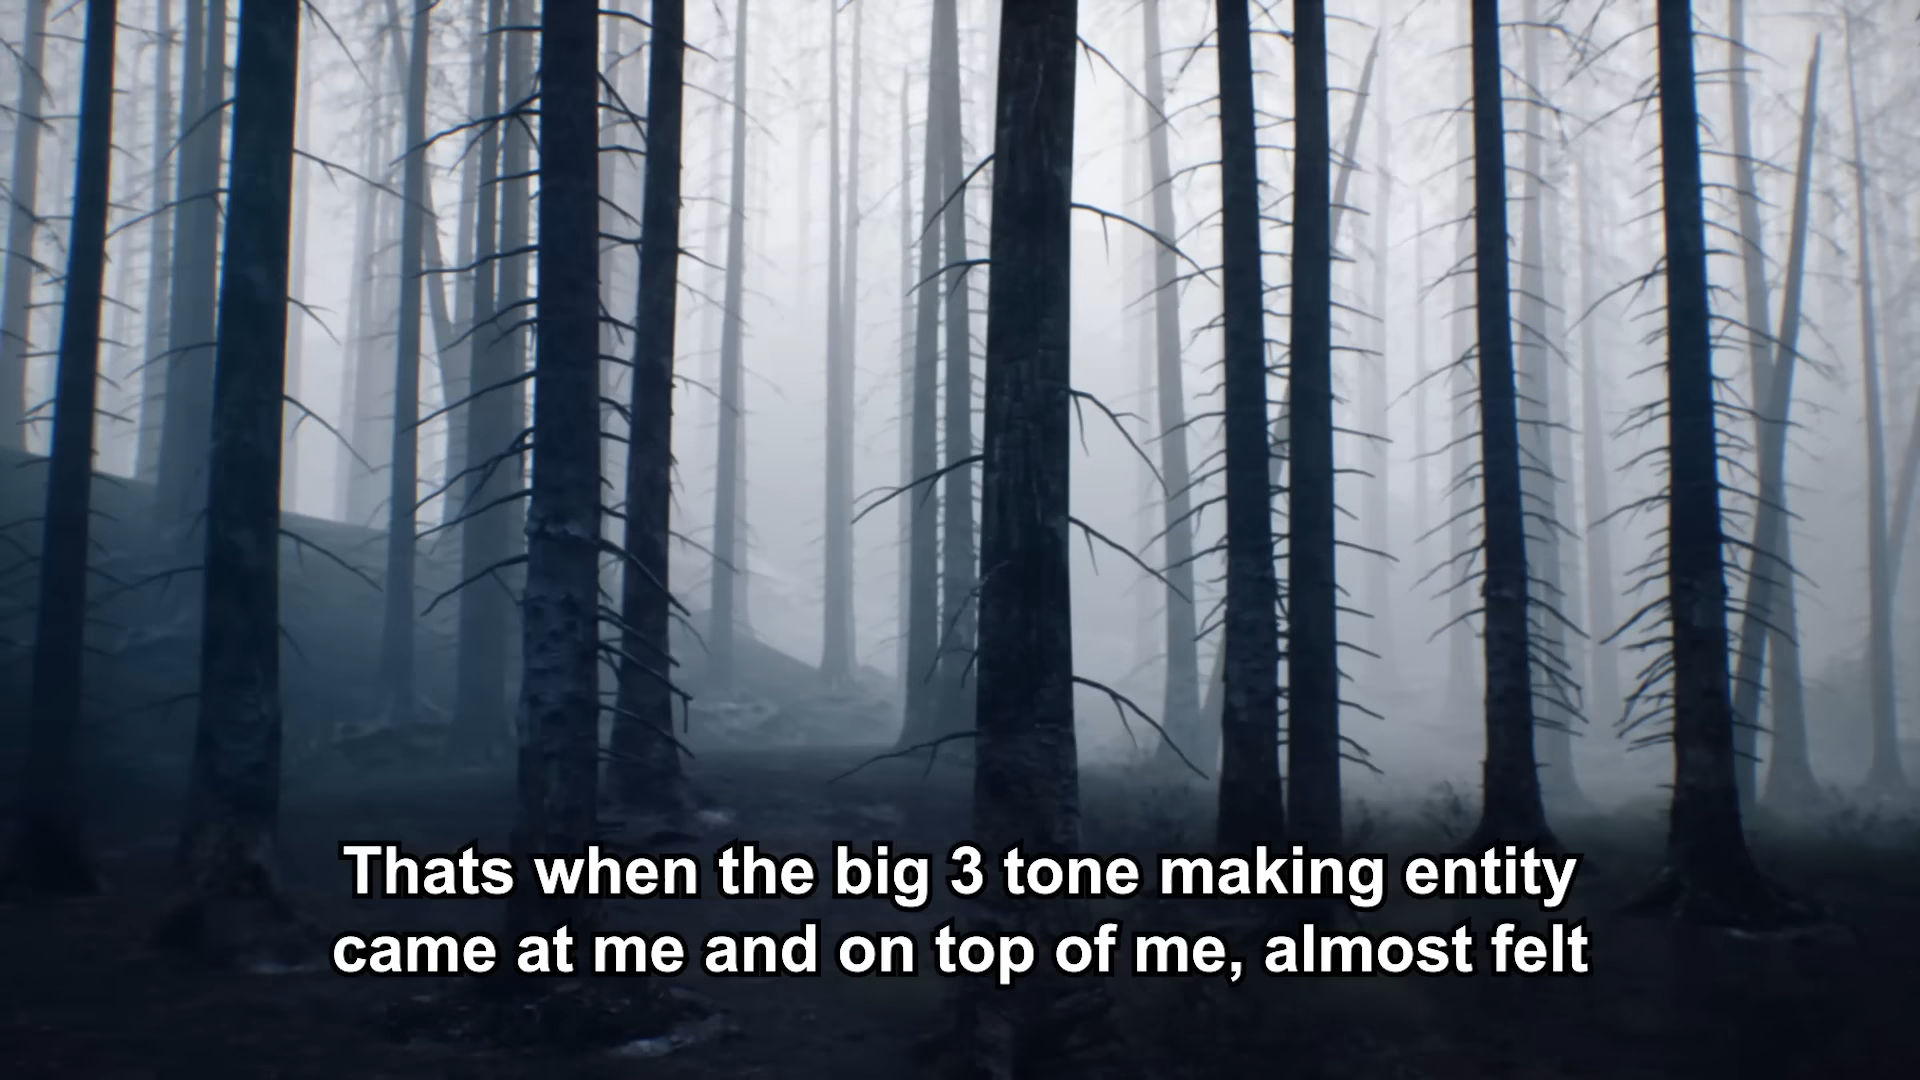 Thats when the big 3 tone making entity
came at me and on top of me, almost felt